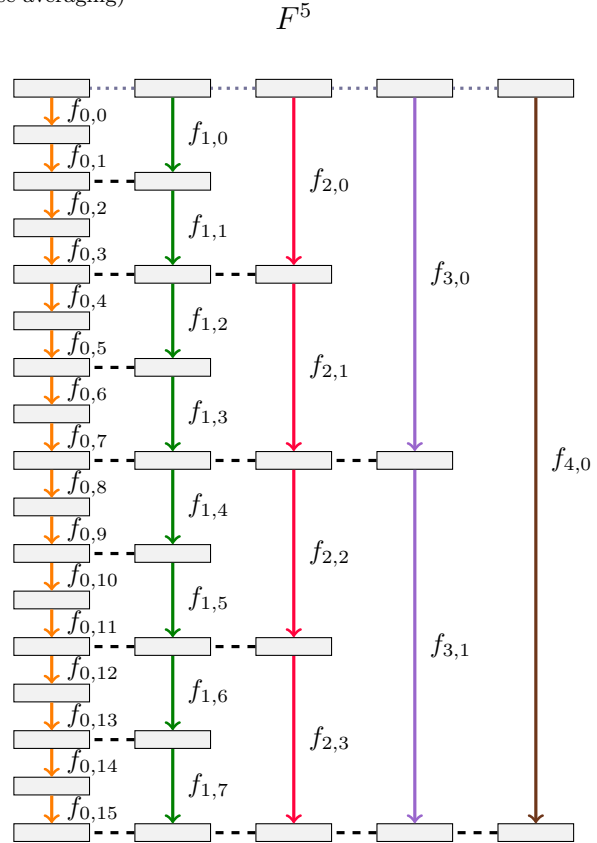 averaging)
F^5
f_{0,0}
f_{1,0}
f_{0,1}
f_{2,0}
f_{0,2}
f_{1,1}
f_{0,3}
f_{3,0}
f_{0,4}
f_{1,2}
f_{0,5}
f_{2,1}
f_{0,6}
f_{1,3}
f_{0,7}
f_{4,0}
f_{0,8}
f_{1,4}
f_{0,9}
f_{2,2}
f_{0,10}
f_{1,5}
f_{0,11}
f_{3,1}
f_{0,12}
f_{1,6}
f_{0,13}
f_{2,3}
f_{0,14}
f_{1,7}
f_{0,15}